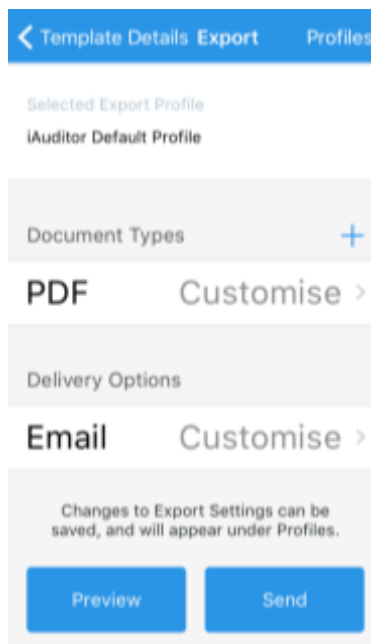 Template Details Export Profiles
Selected Export Profile
iAuditor Default Profile
Document Types +
PDF Customise >
Delivery Options
Email Customise >
Changes to Export Settings can be
saved, and will appear under Profiles.
Preview Send